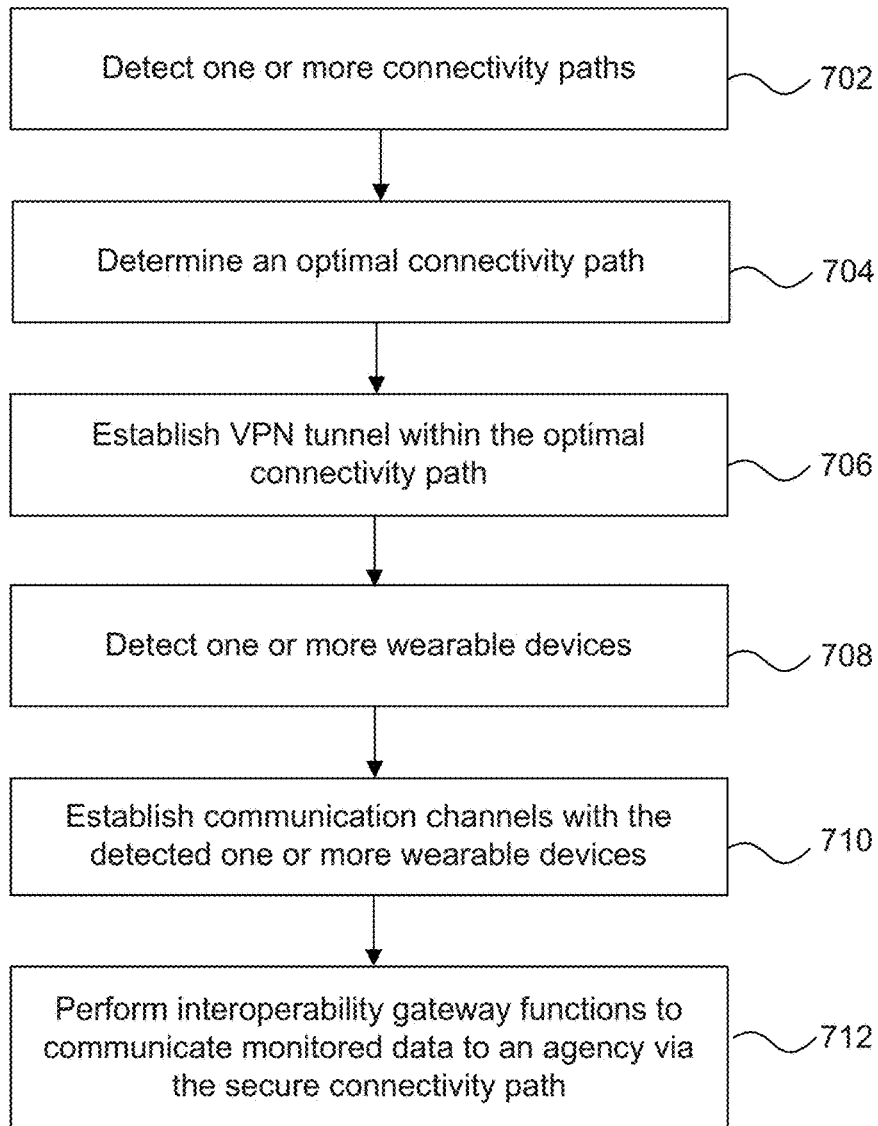 Detect one or more connectivity paths
702
Determine an optimal connectivity path
704
Establish VPN tunnel within the optimal
connectivity path
706
Detect one or more wearable devices
708
Establish communication channels with the
detected one or more wearable devices
710
Perform interoperability gateway functions to
communicate monitored data to an agency via
the secure connectivity path
712